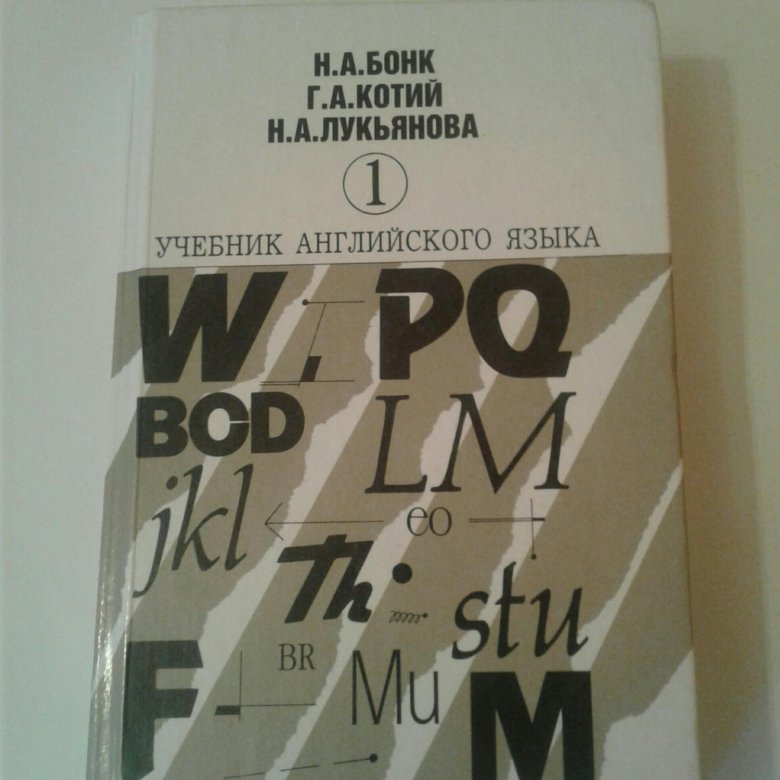 Н.А.БОНК
Г.А.КОТИЙ
Н.А.ЛУКЬЯНОВА
1
УЧЕБНИК АНГЛИЙСКОГО ЯЗЫКА
W I PQ
BCD LM
jkl eo
Th stu
BR Mu
F M